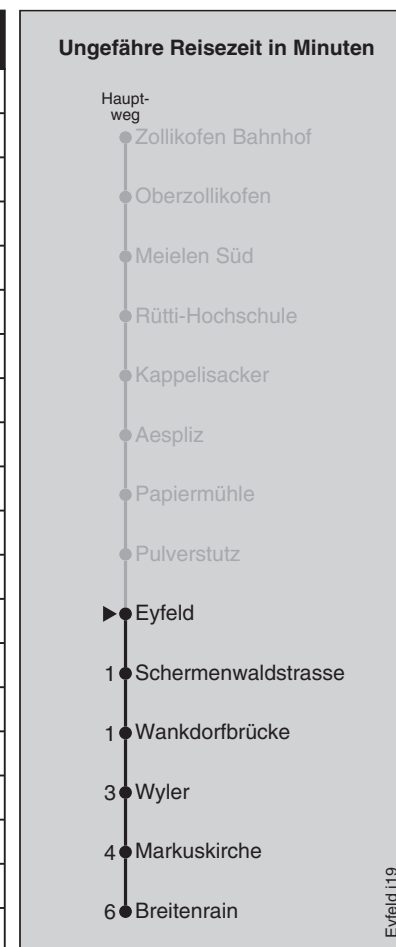 Ungefähre Reisezeit in Minuten
Haupt-
weg
Zollikofen Bahnhof
Oberzollikofen
Meielen Süd
Rütti-Hochschule
Kappelisacker
Aespliz
Papiermühle
Pulverstutz
Eyfeld
1 Schermenwaldstrasse
1 Wankdorfbrücke
3 Wyler
4 Markuskirche
6 Breitenrain
Eyfeld j19